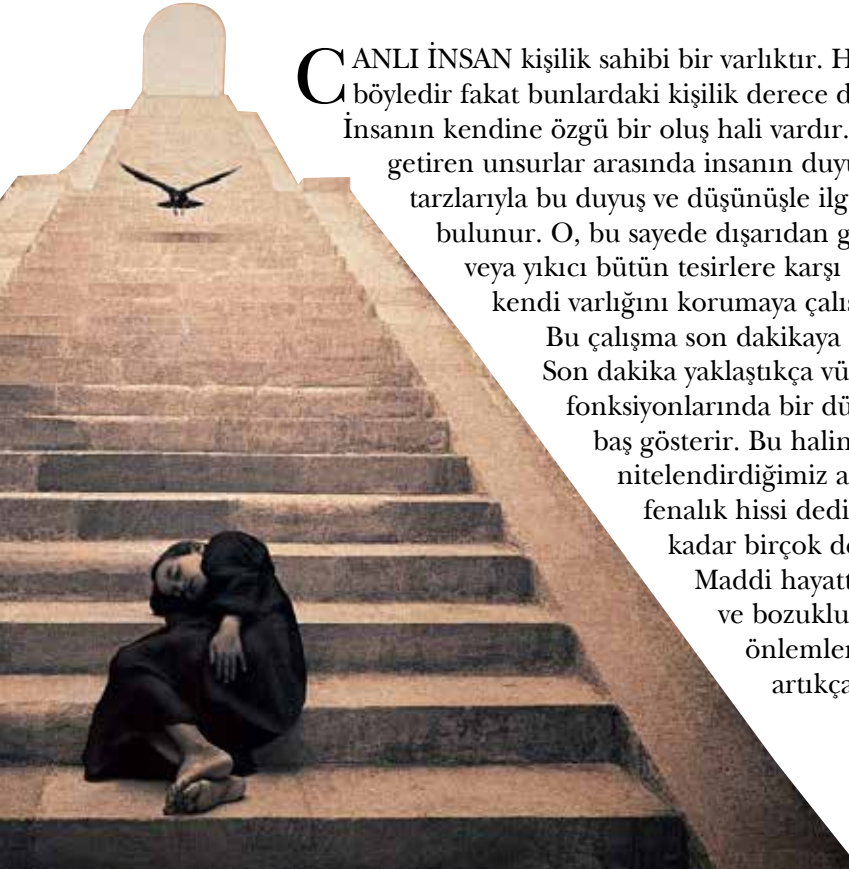 CANLI İNSAN kişilik sahibi bir varlıktır. H
böyledir fakat bunlardaki kişilik derece d
İnsanın kendine özgü bir oluş hali vardır.
getiren unsurlar arasında insanın duyu
tarzlarıyla bu duyuş ve düşünüşle ilg
bulunur. O, bu sayede dışarıdan g
veya yıkıcı bütün tesirlere karşı
kendi varlığını korumaya çalış
Bu çalışma son dakikaya
Son dakika yaklaştıkça vü
fonksiyonlarında bir dü
baş gösterir. Bu halin
nitelendirdiğimiz a
fenalık hissi dedi
kadar birçok de
Maddi hayatt
ve bozuklu
önlemler
artıkça